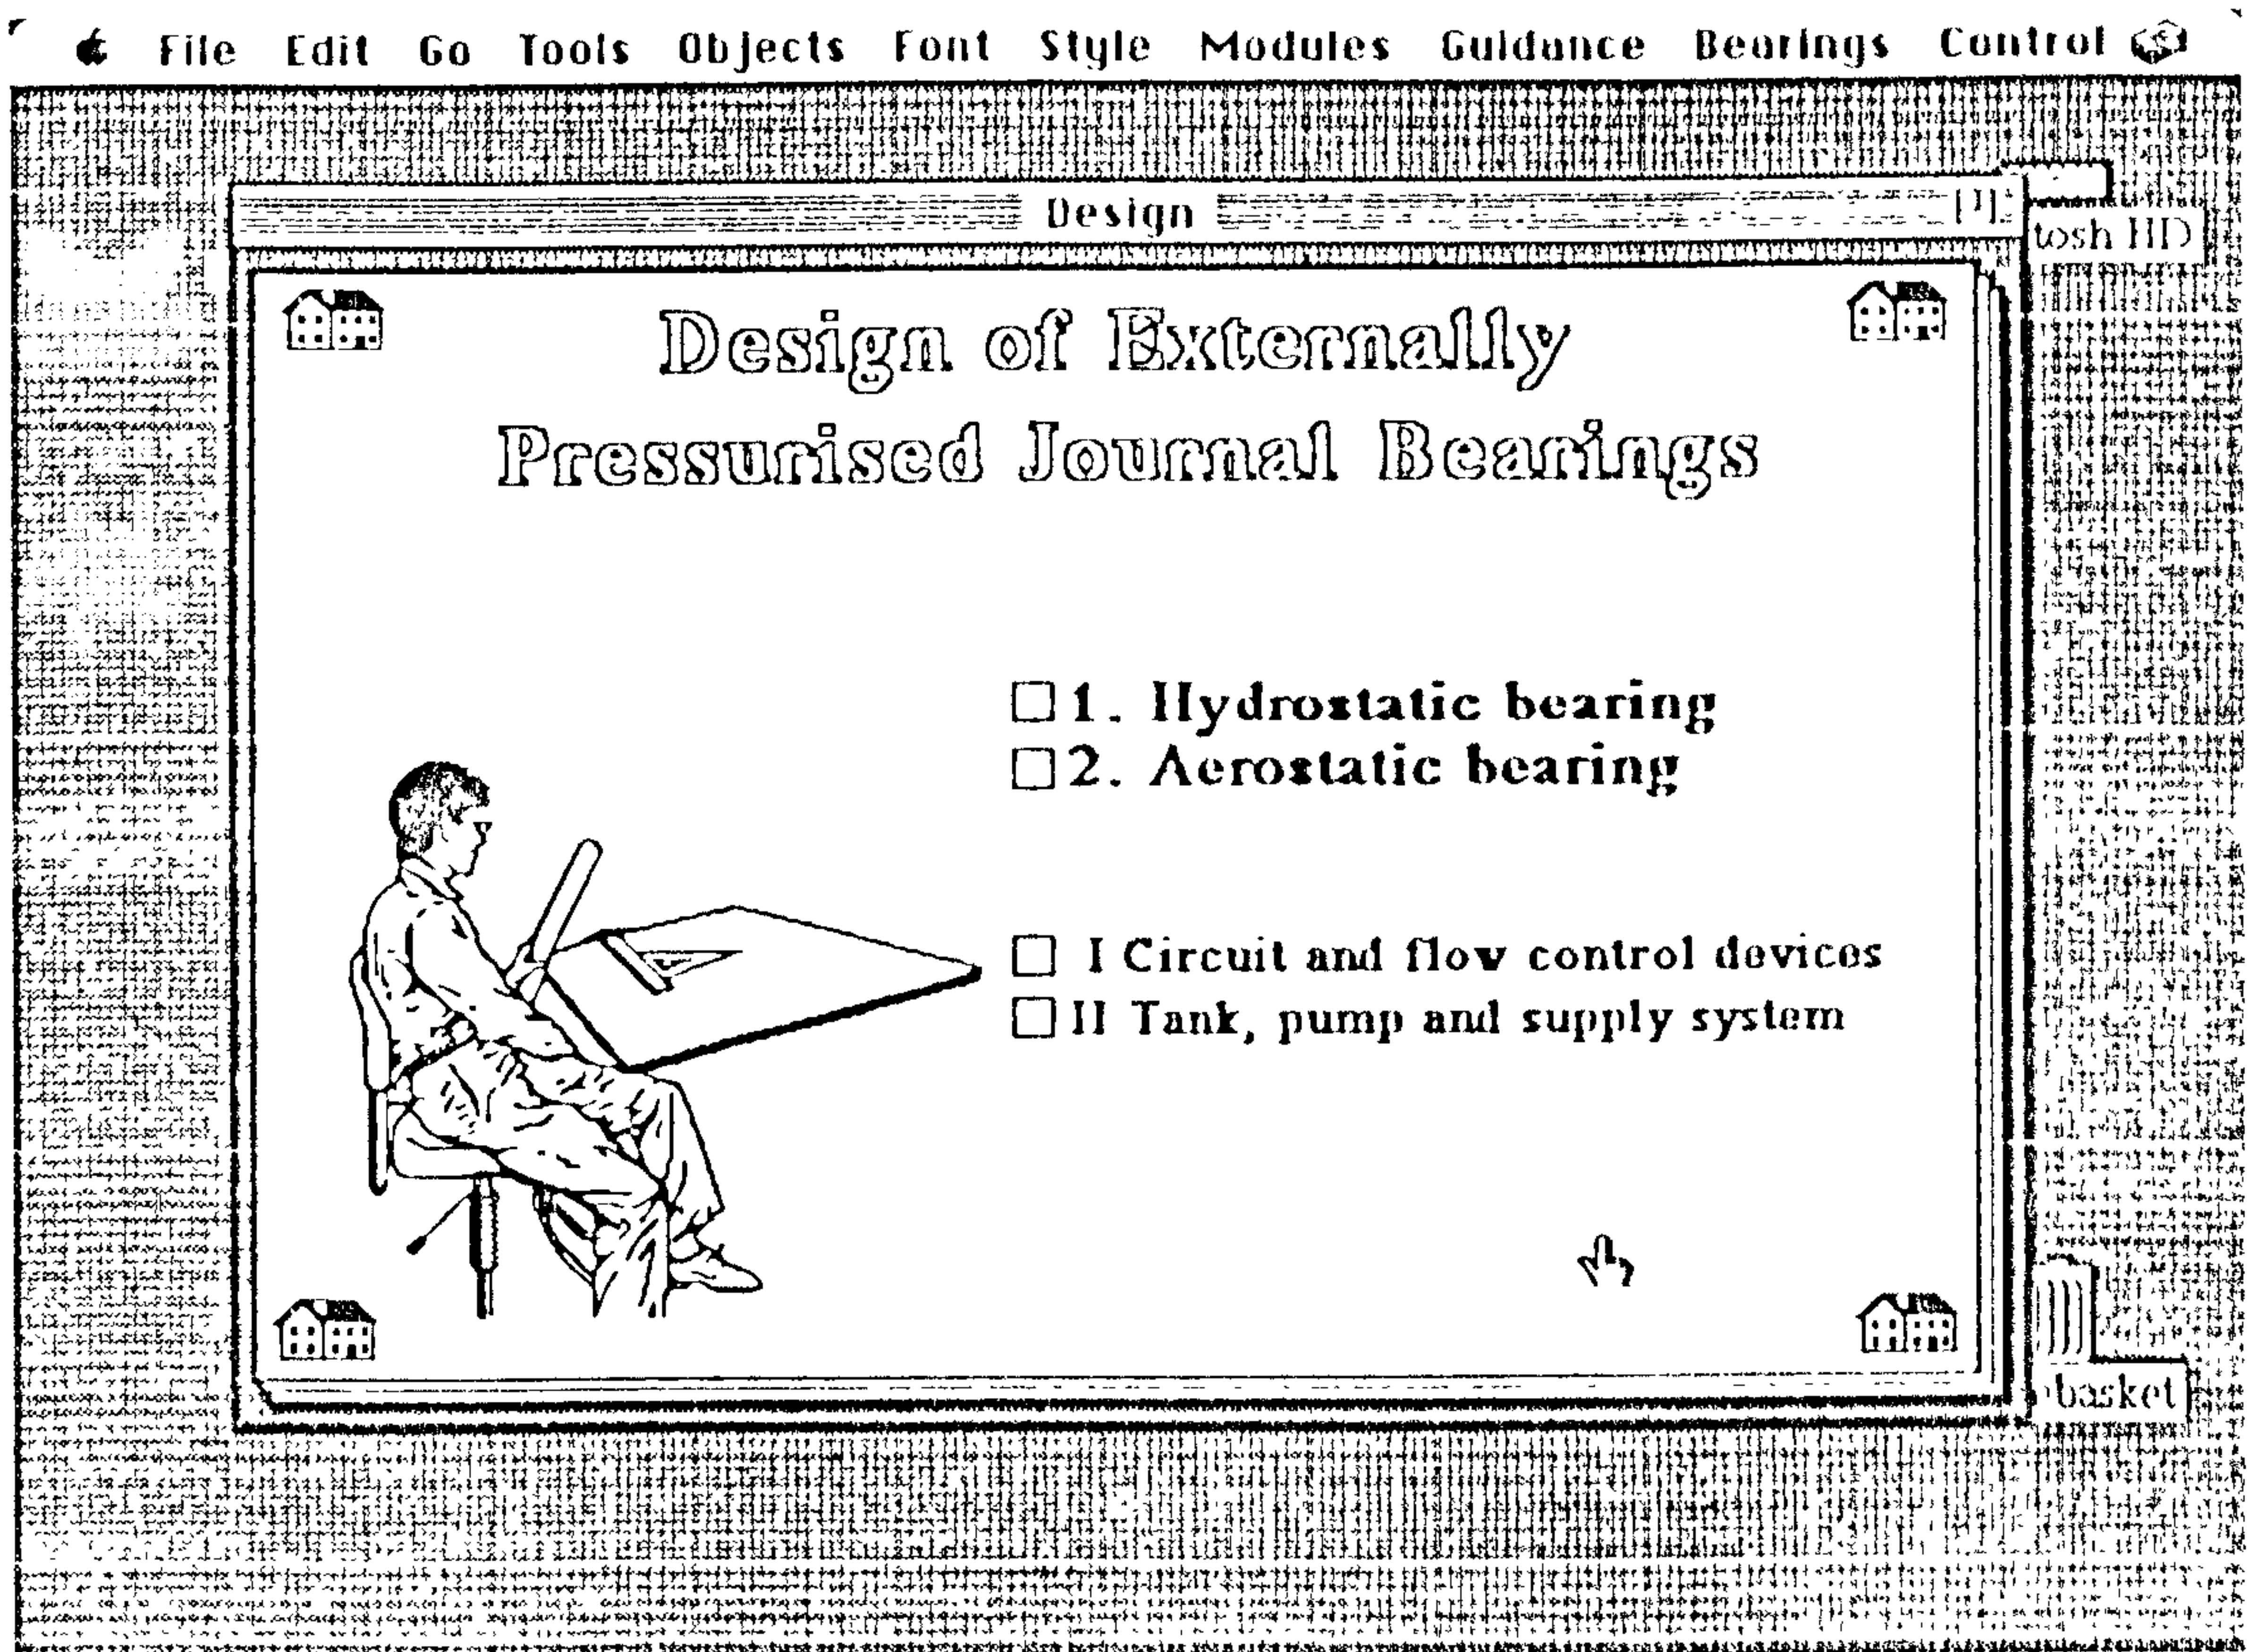 File Edit Go Tools Objects Font Style Modules Guidance Bearings Control
Design
tosh HD
Design of Externally
Pressurised Journal Bearings
1. Hydrostatic bearing
2. Aerostatic bearing
I Circuit and flow control devices
II Tank, pump and supply system
basket